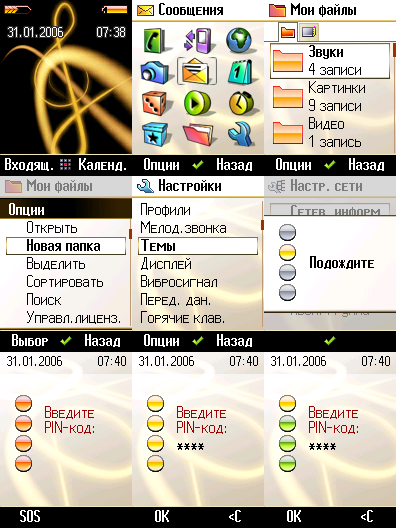 31.01.2006 07:38
Входящ. Календ.
Сообщения
Опции Назад
Мои файлы
Звуки
4 записи
Картинки
9 записи
Видео
1 запись
Опции Назад
Мои файлы
Опции
Открыть
Новая папка
Выделить
Сортировать
Поиск
Управл.лиценз.
Выбор Назад
Настройки
Профили
Мелод.звонка
Темы
Дисплей
Вибросигнал
Перед. дан.
Горячие клав.
Опции Назад
Настр. сети
Сетев. информ
Подождите
31.01.2006 07:40
Введите
PIN-код:
SOS
31.01.2006 07:40
Введите
PIN-код:
****
OK <C
31.01.2006 07:40
Введите
PIN-код:
****
OK <C